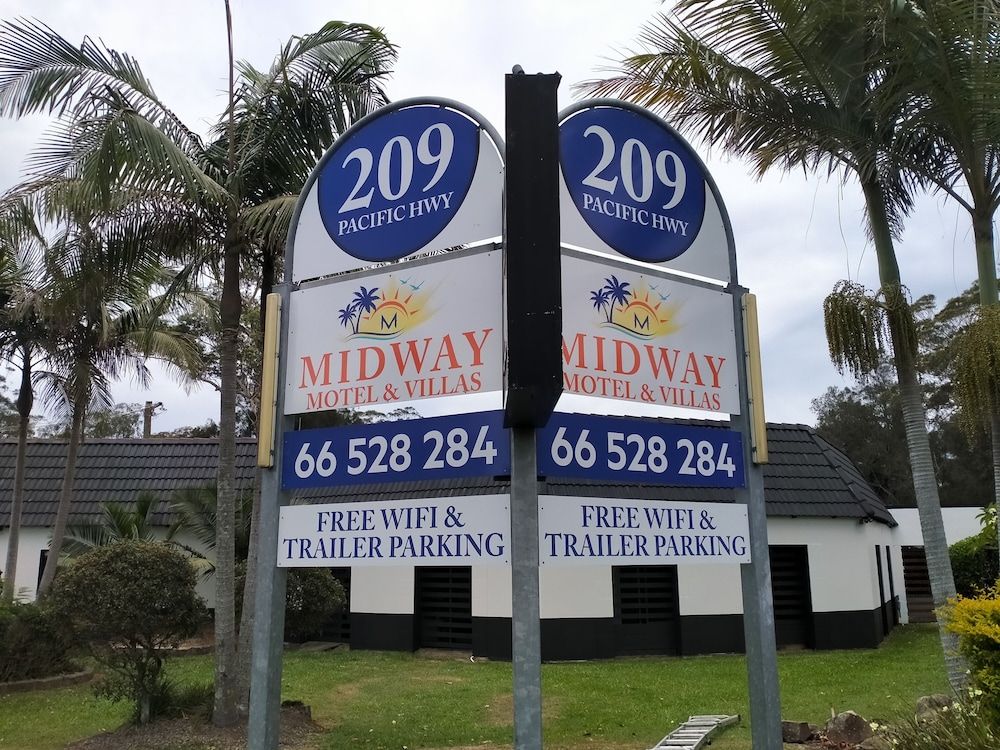 209
PACIFIC HWY
M
MIDWAY
MOTEL & VILLAS
66 528 284
FREE WIFI &
TRAILER PARKING
209
PACIFIC HWY
M
MIDWAY
MOTEL & VILLAS
66 528 284
FREE WIFI &
TRAILER PARKING